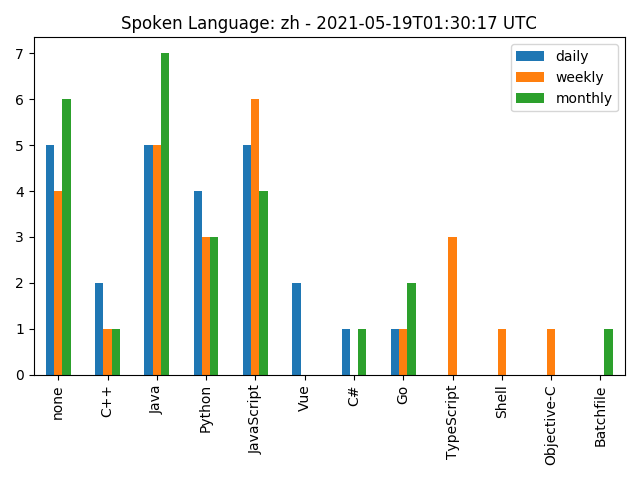 Spoken Language: zh - 2021-05-19T01:30:17 UTC
daily
weekly
monthly
7
6
5
4
3
2
1
0
none
C++
Java
Python
JavaScript
Vue
C#
Go
TypeScript
Shell
Objective-C
Batchfile